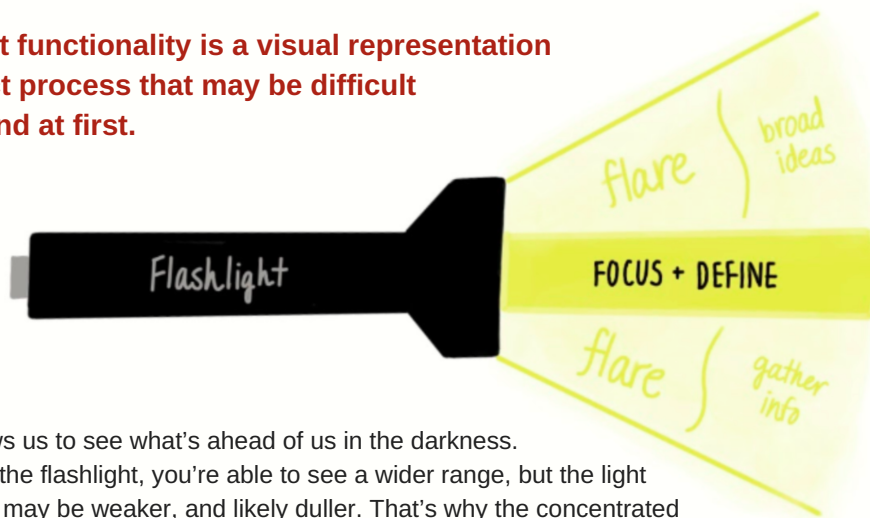 t functionality is a visual representation
t process that may be difficult
nd at first.
broad
ideas
flare
Flashlight
FOCUS + DEFINE
flare
gather
info
ws us to see what's ahead of us in the darkness.
the flashlight, you're able to see a wider range, but the light
may be weaker, and likely duller. That's why the concentrated